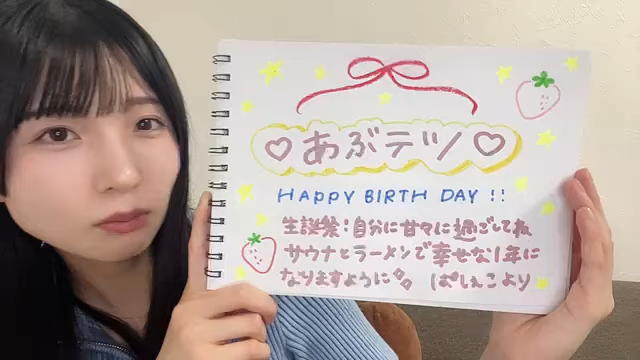 ♡あぶテツ♡
HAPPY BIRTH DAY !!
生誕祭:自分に甘々に過ごしてね
サウナとラーメンで幸せな1年に
なりますように。 ぱしんこより